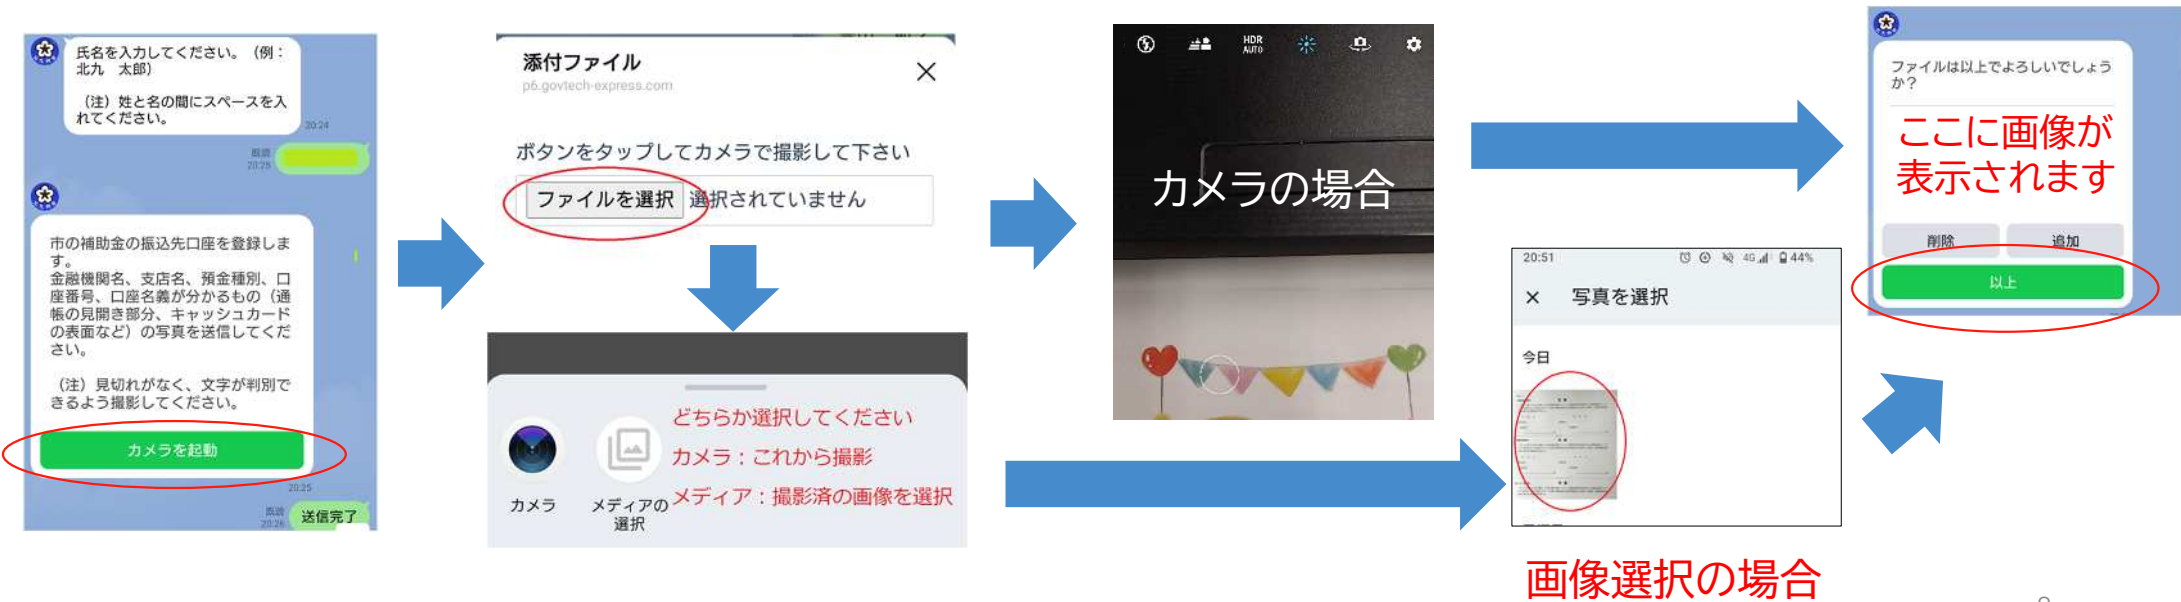 氏名を入力してください。（例：
北九　太郎）
（注）姓と名の間にスペースを入
れてください。
20:24
既読
20:25
市の補助金の振込先口座を登録しま
す。
金融機関名、支店名、預金種別、口
座番号、口座名義が分かるもの（通
帳の見開き部分、キャッシュカード
の表面など）の写真を送信してくだ
さい。
（注）見切れがなく、文字が判別で
きるよう撮影してください。
カメラを起動
20:25
既読
20:26
送信完了
添付ファイル
p6.govtech-express.com
ボタンをタップしてカメラで撮影して下さい
ファイルを選択 選択されていません
どちらか選択してください
カメラ：これから撮影
メディア：撮影済の画像を選択
カメラ
メディアの
選択
HDR
AUTO
カメラの場合
20:51
4G
44%
写真を選択
今日
画像選択の場合
ファイルは以上でよろしいでしょう
か？
ここに画像が
表示されます
削除
追加
以上